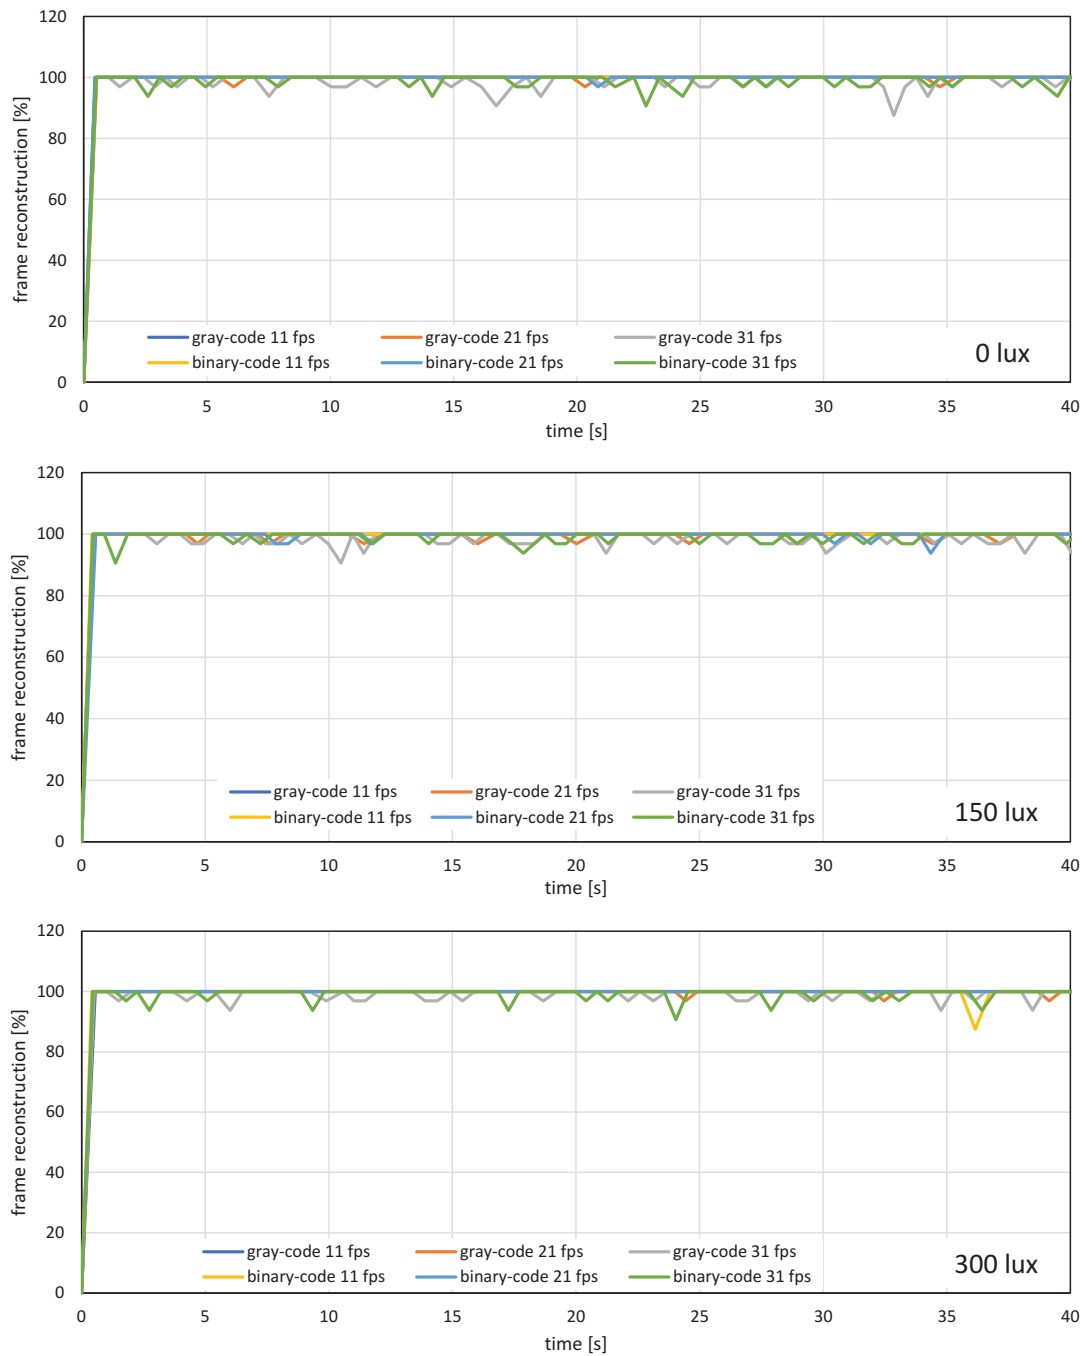 120
100
80
60
40
20
0
frame reconstruction [%]
gray-code 11 fps gray-code 21 fps gray-code 31 fps
binary-code 11 fps binary-code 21 fps binary-code 31 fps
0 lux
0 5 10 15 20 25 30 35 40
time [s]
120
100
80
60
40
20
0
frame reconstruction [%]
gray-code 11 fps gray-code 21 fps gray-code 31 fps
binary-code 11 fps binary-code 21 fps binary-code 31 fps
150 lux
0 5 10 15 20 25 30 35 40
time [s]
120
100
80
60
40
20
0
frame reconstruction [%]
gray-code 11 fps gray-code 21 fps gray-code 31 fps
binary-code 11 fps binary-code 21 fps binary-code 31 fps
300 lux
0 5 10 15 20 25 30 35 40
time [s]